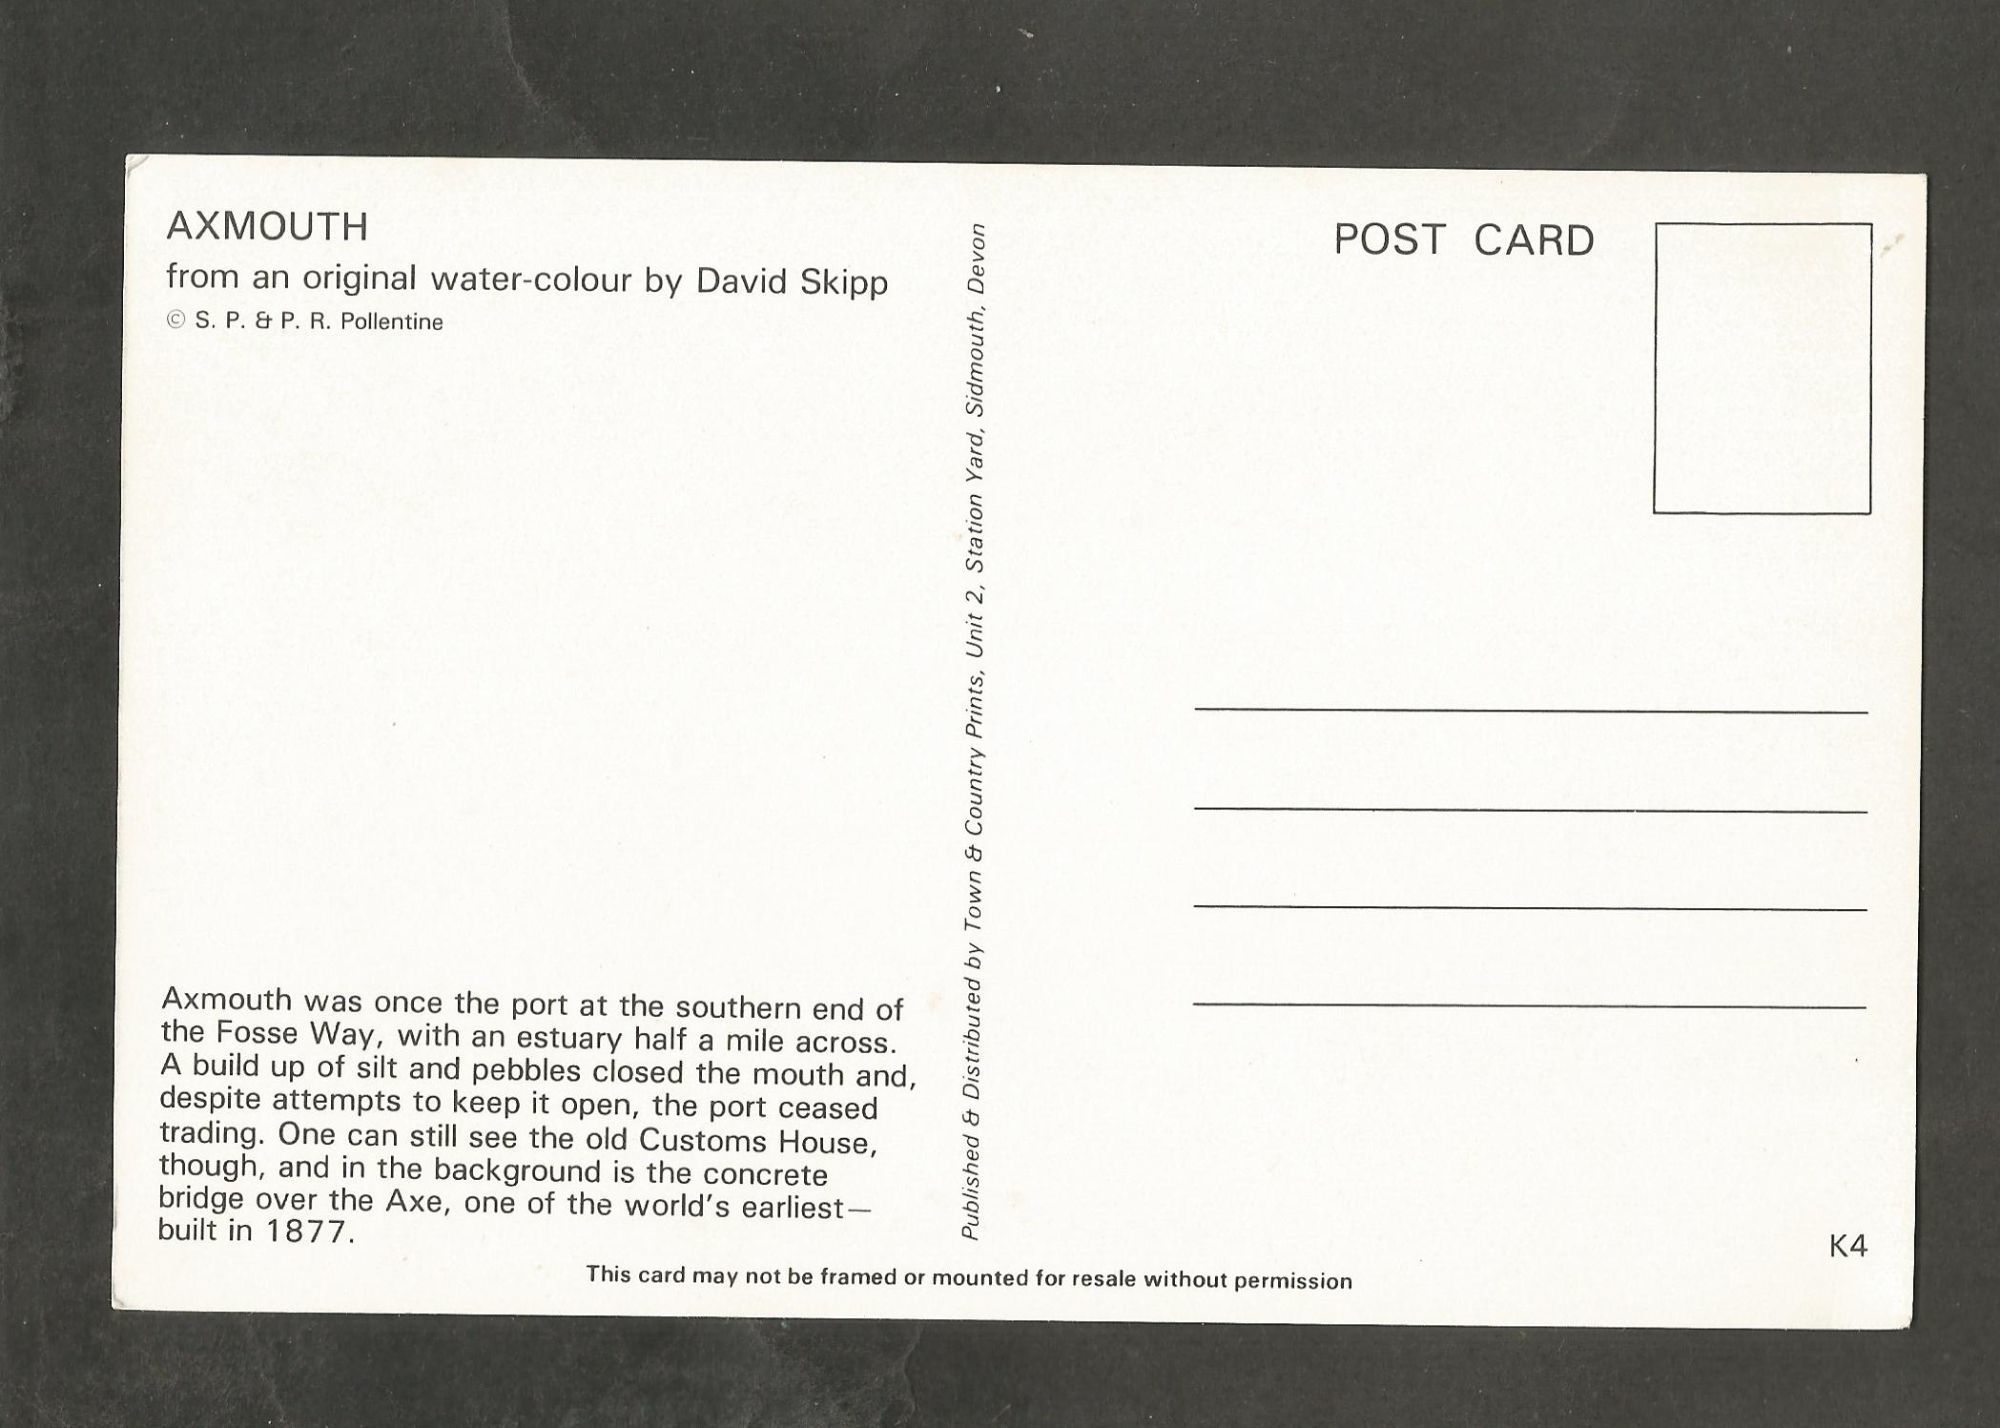 AXMOUTH
from an original water-colour by David Skipp
© S. P. & P. R. Pollentine
Axmouth was once the port at the southern end of
the Fosse Way, with an estuary half a mile across.
A build up of silt and pebbles closed the mouth and,
despite attempts to keep it open, the port ceased
trading. One can still see the old Customs House,
though, and in the background is the concrete
bridge over the Axe, one of the world's earliest—
built in 1877.
Published & Distributed by Town & Country Prints, Unit 2, Station Yard, Sidmouth, Devon
POST CARD
K4
This card may not be framed or mounted for resale without permission